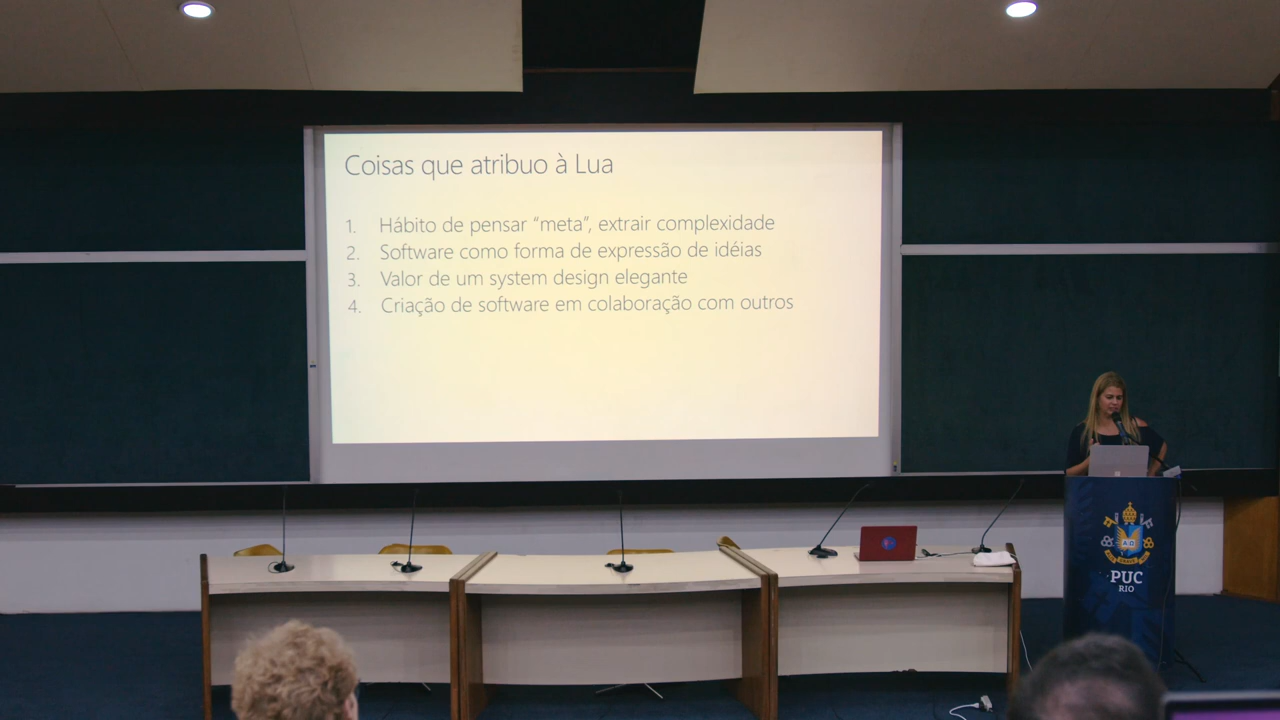 Coisas que atribuo à Lua
1. Hábito de pensar “meta”, extrair complexidade
2. Software como forma de expressão de idéias
3. Valor de um system design elegante
4. Criação de software em colaboração com outros
PUC
RIO